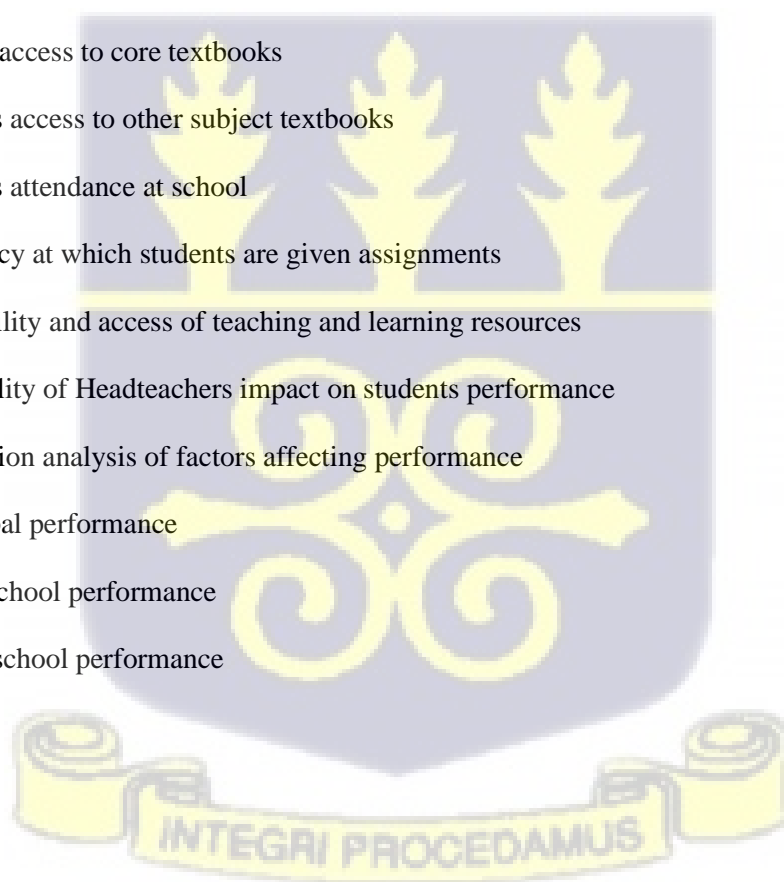 access to core textbooks
s access to other subject textbooks
s attendance at school
cy at which students are given assignments
ility and access of teaching and learning resources
lity of Headteachers impact on students performance
ion analysis of factors affecting performance
al performance
chool performance
school performance
INTEGRI PROCEDAMUS